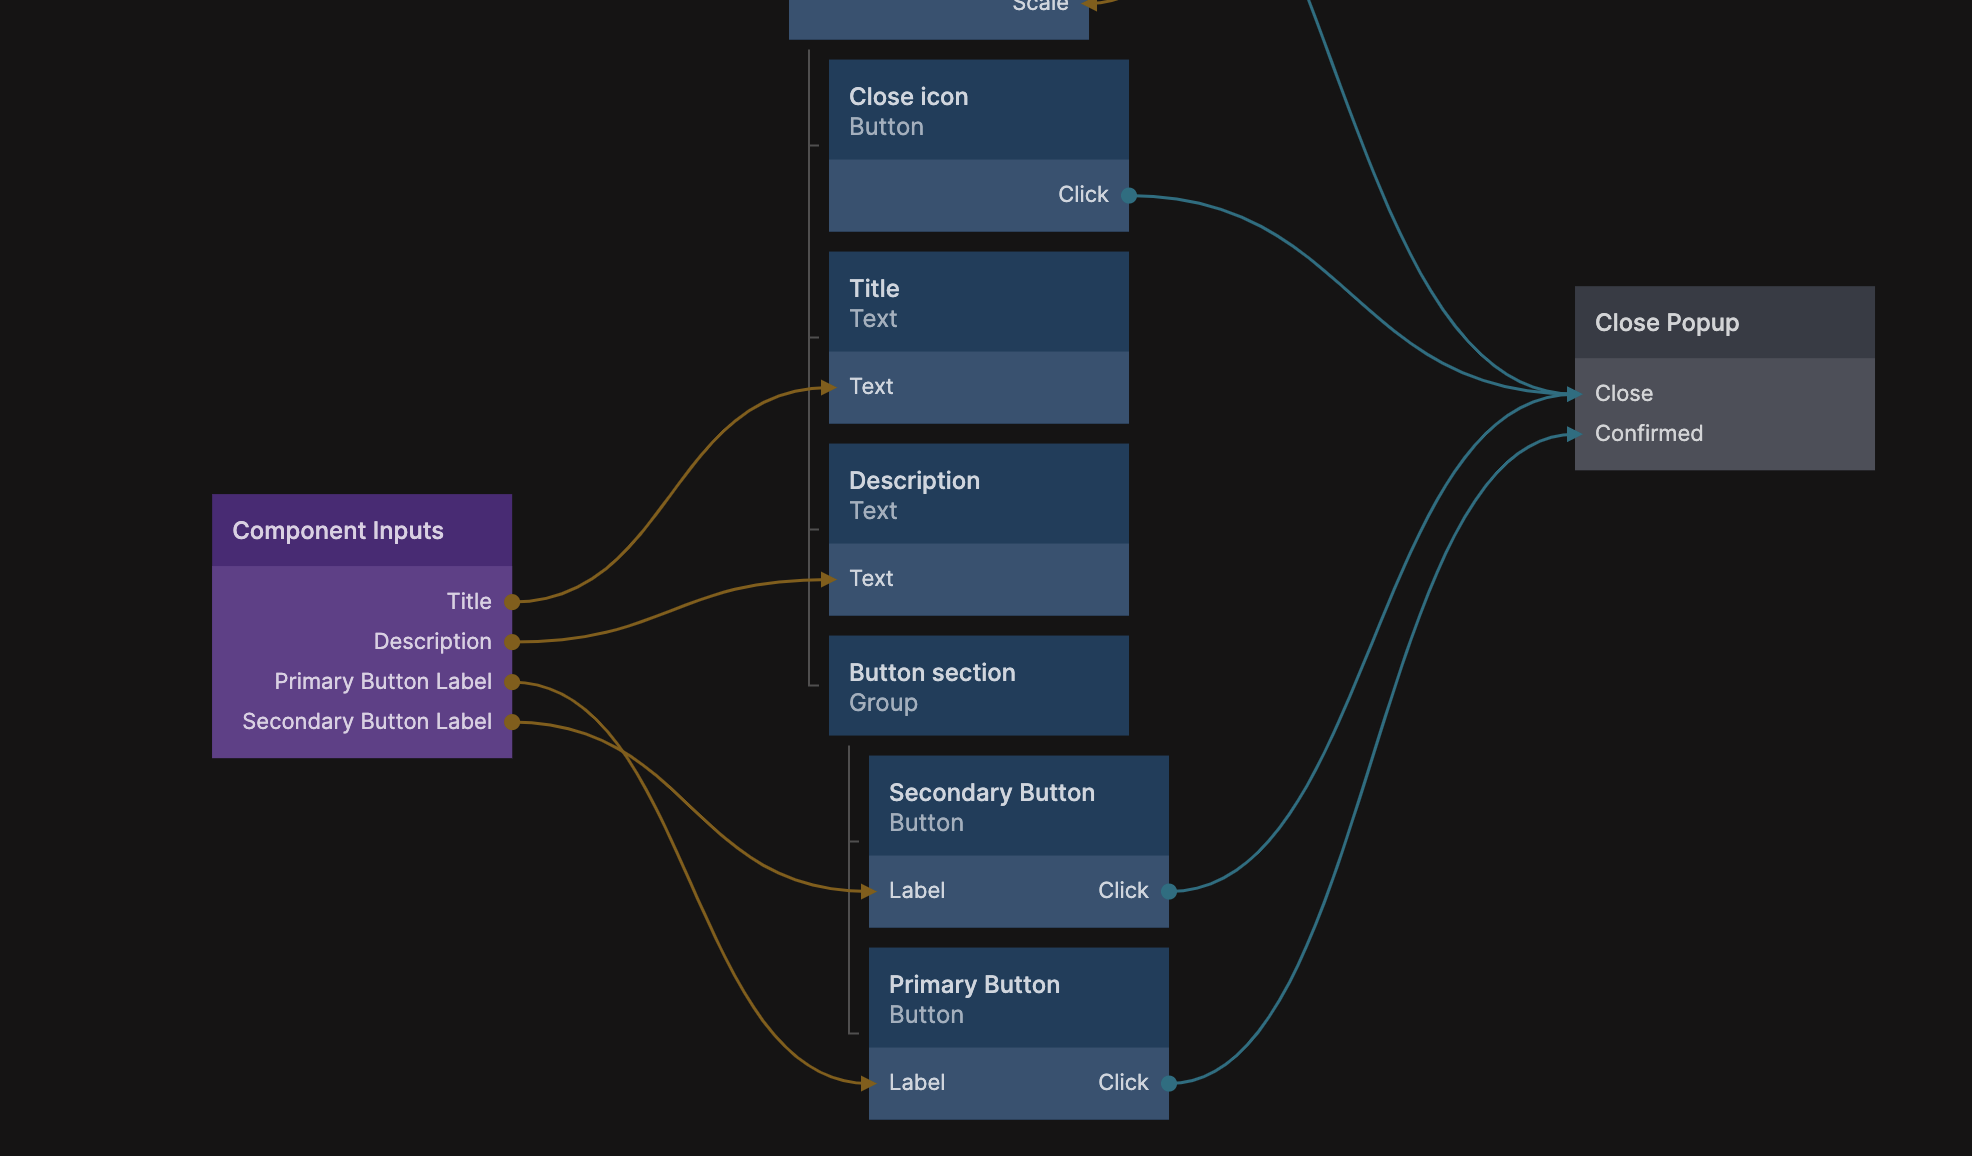 Scale
Close icon
Button
Click
Title
Text
Text
Description
Text
Text
Button section
Group
Secondary Button
Button
Label Click
Primary Button
Button
Label Click
Component Inputs
Title
Description
Primary Button Label
Secondary Button Label
Close Popup
Close
Confirmed